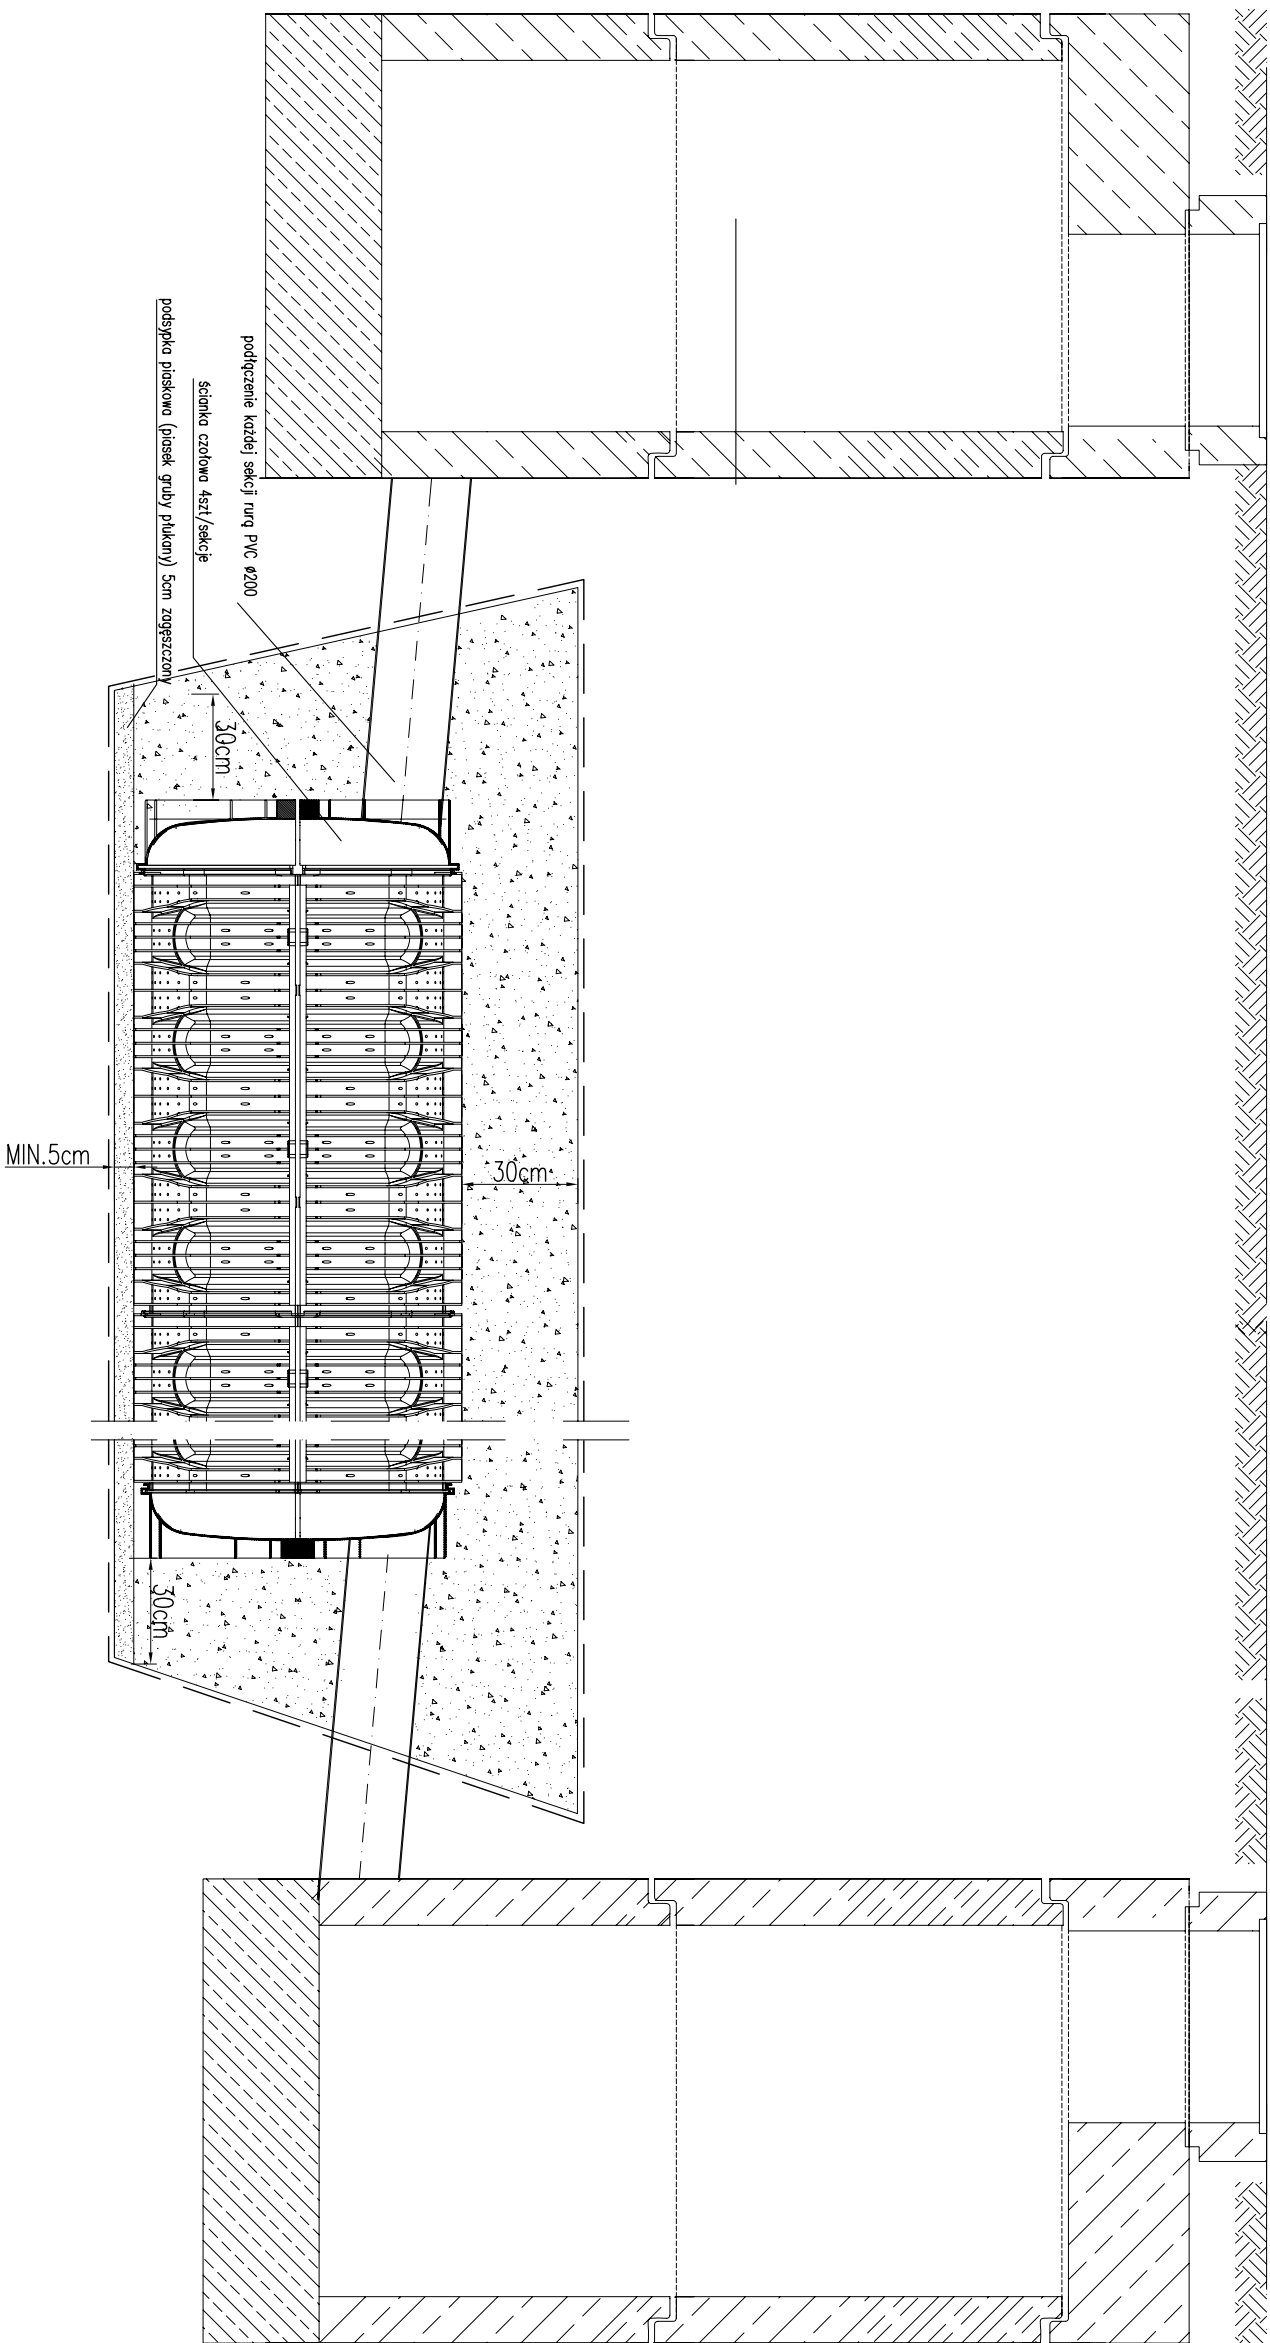 podłączenie każdej sekcji rurą PVC ø200
ścianka czołowa 4szt/sekcje
podsypka piaskowa (piasek gruby płukany) 5cm zagęszczony
30cm
30cm
MIN.5cm
30cm